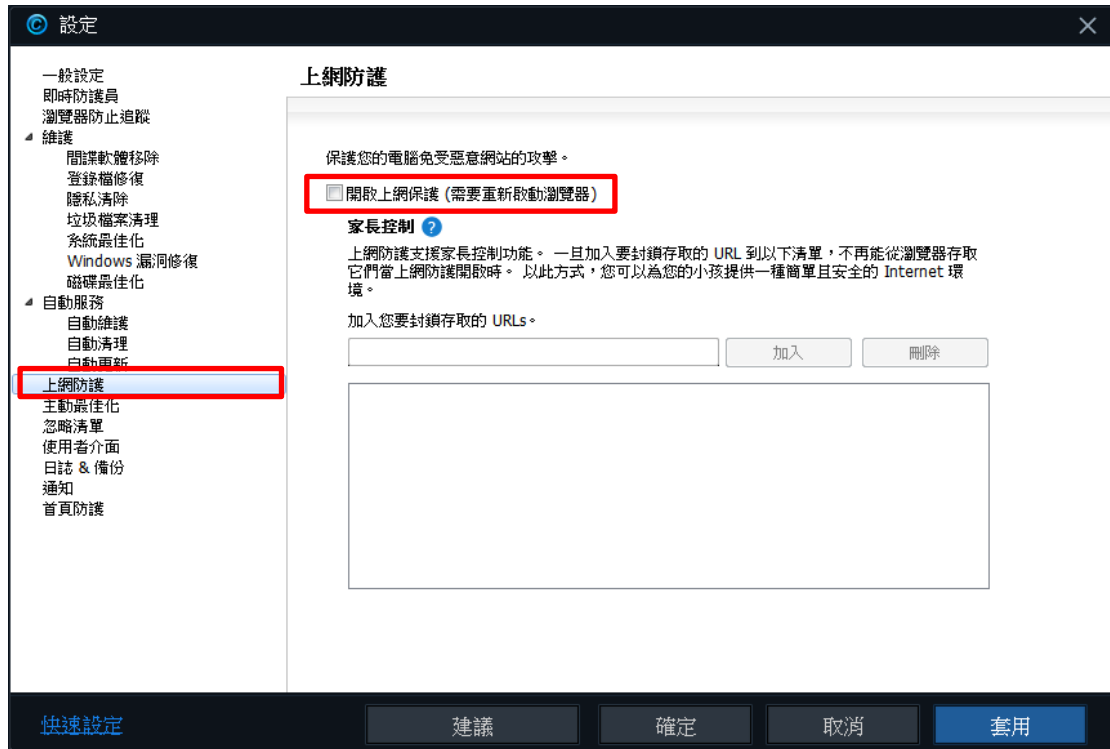 設定
一般設定
即時防護員
瀏覽器防止追蹤
維護
間諜軟體移除
登錄檔修復
隱私清除
垃圾檔案清理
系統最佳化
Windows 漏洞修復
磁碟最佳化
自動服務
自動維護
自動清理
自動更新
上網防護
主動最佳化
忽略清單
使用者介面
日誌 & 備份
通知
首頁防護
上網防護
保護您的電腦免受惡意網站的攻擊。
開啟上網保護 (需要重新啟動瀏覽器)
家長控制 ?
上網防護支援家長控制功能。 一旦加入要封鎖存取的 URL 到以下清單，不再能從瀏覽器存取
它們當上網防護開啟時。 以此方式，您可以為您的小孩提供一種簡單且安全的 Internet 環
境。
加入您要封鎖存取的 URLs。
加入 刪除
快速設定 建議 確定 取消 套用